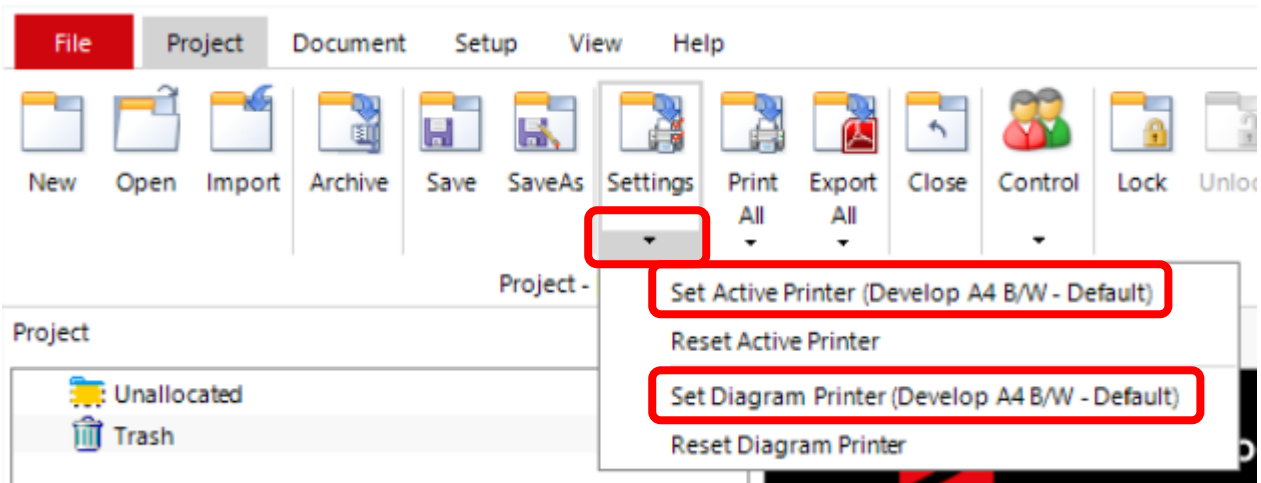 File Project Document Setup View Help
New Open Import Archive Save SaveAs Settings Print All Export All Close Control Lock
Project -
Set Active Printer (Develop A4 B/W - Default)
Reset Active Printer
Set Diagram Printer (Develop A4 B/W - Default)
Reset Diagram Printer
Project
Unallocated
Trash